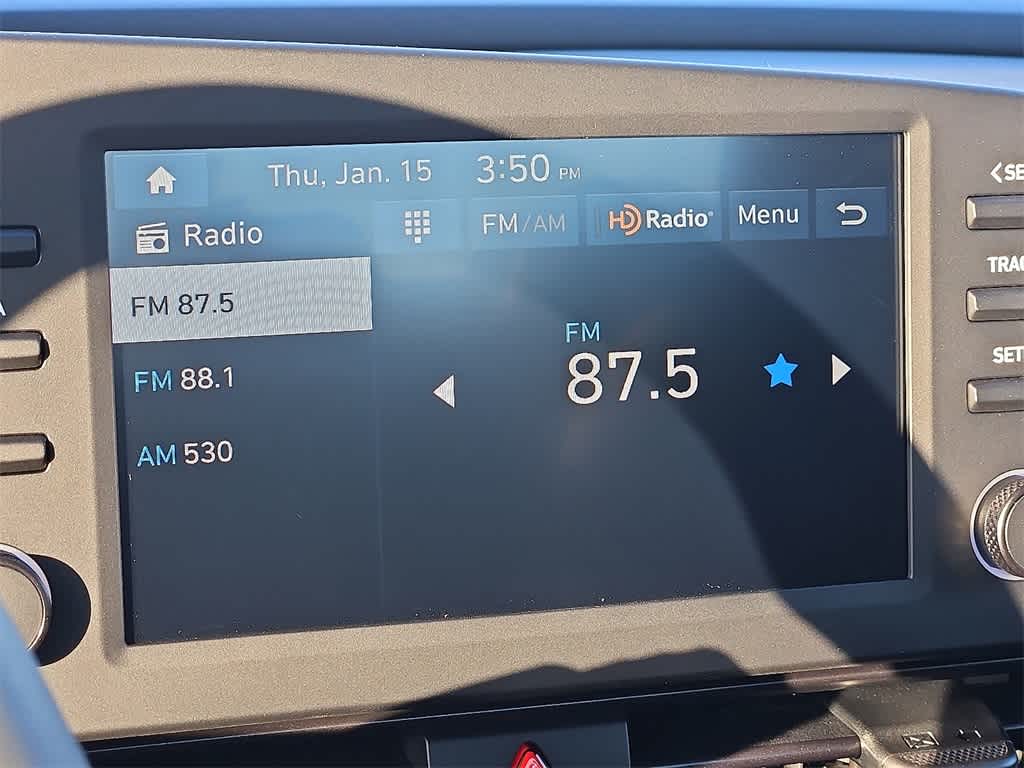 Thu, Jan. 15 3:50 PM
Radio FM/AM HD Radio® Menu
FM 87.5
FM 88.1
AM 530
FM
87.5
<SE
TRAC
SET